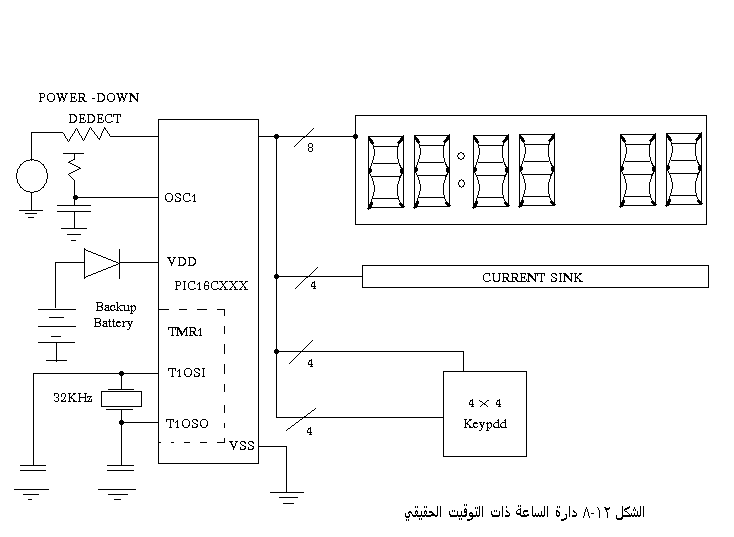 POWER -DOWN
DEDECT
8
OSC1
VDD
PIC16CXXX
4
CURRENT SINK
Backup
Battery
TMR1
4
T1OSI
32KHz
4 × 4
Keypdd
T1OSO
4
VSS
الشكل ١٢-٨ دارة الساعة ذات التوقيت الحقيقي